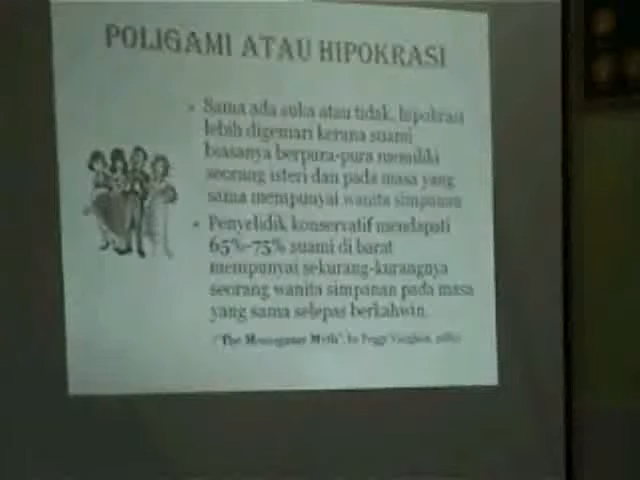 POLIGAMI ATAU HIPOKRASI
Sama ada suka atau tidak, hipokrasi
lebih digemari kerana suami
biasanya berpura-pura memiliki
seorang isteri dan pada masa yang
sama mempunyai wanita simpanan
Penyelidik konservatif mendapati
65%-75% suami di barat
mempunyai sekurang-kurangnya
seorang wanita simpanan pada masa
yang sama selepas berkahwin.
"The Monogamy Myth", by Peggy Vaughan,